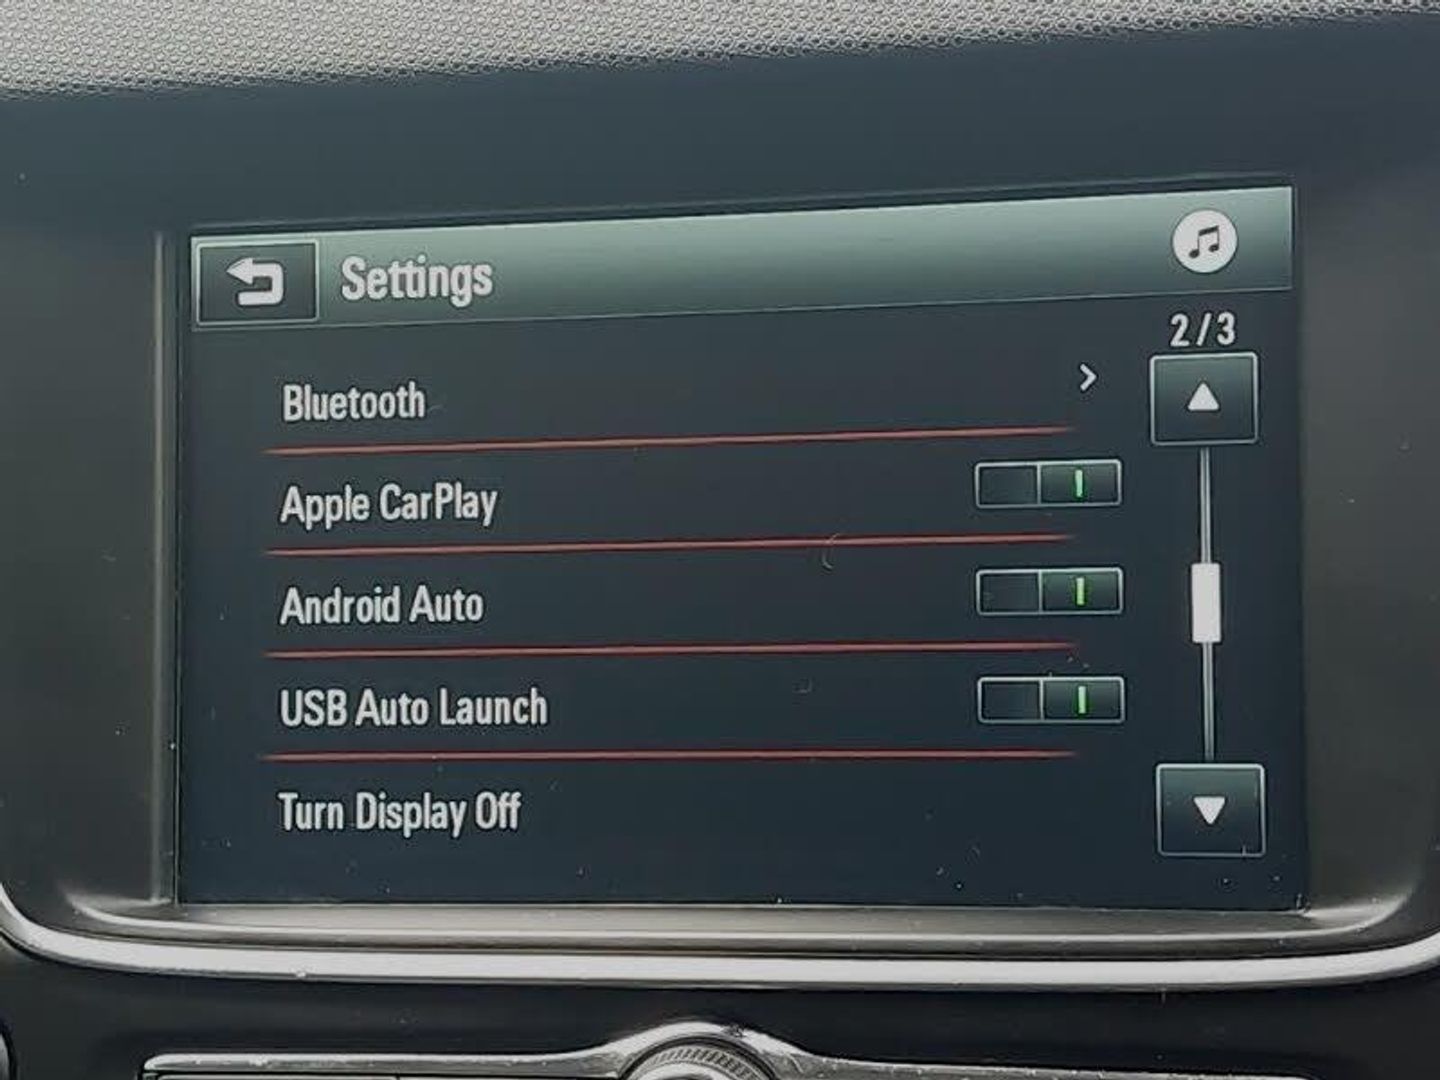 Settings
2/3
Bluetooth
Apple CarPlay
Android Auto
USB Auto Launch
Turn Display Off